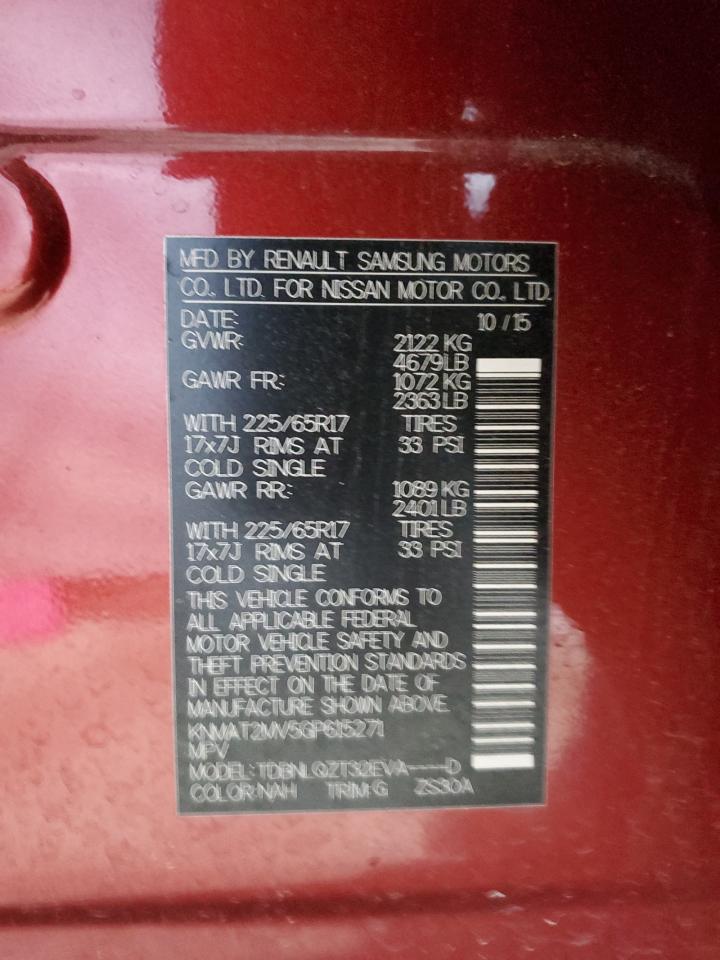 MFD BY RENAULT SAMSUNG MOTORS
CO., LTD. FOR NISSAN MOTOR CO., LTD.
DATE: 10 / 15
GVWR: 2122 KG
4679LB
GAWR FR: 1072 KG
2363LB
WITH 225/65R17 TIRES
17x7J RIMS AT 33 PSI
COLD SINGLE
GAWR RR: 1089 KG
2401LB
WITH 225/65R17 TIRES
17x7J RIMS AT 33 PSI
COLD SINGLE
THIS VEHICLE CONFORMS TO
ALL APPLICABLE FEDERAL
MOTOR VEHICLE SAFETY AND
THEFT PREVENTION STANDARDS
IN EFFECT ON THE DATE OF
MANUFACTURE SHOWN ABOVE.
KNMAT2MV5GP615271
MPV
MODEL: TDBNLQZT32EVA----D
COLOR:NAH TRIM:G ZS30A